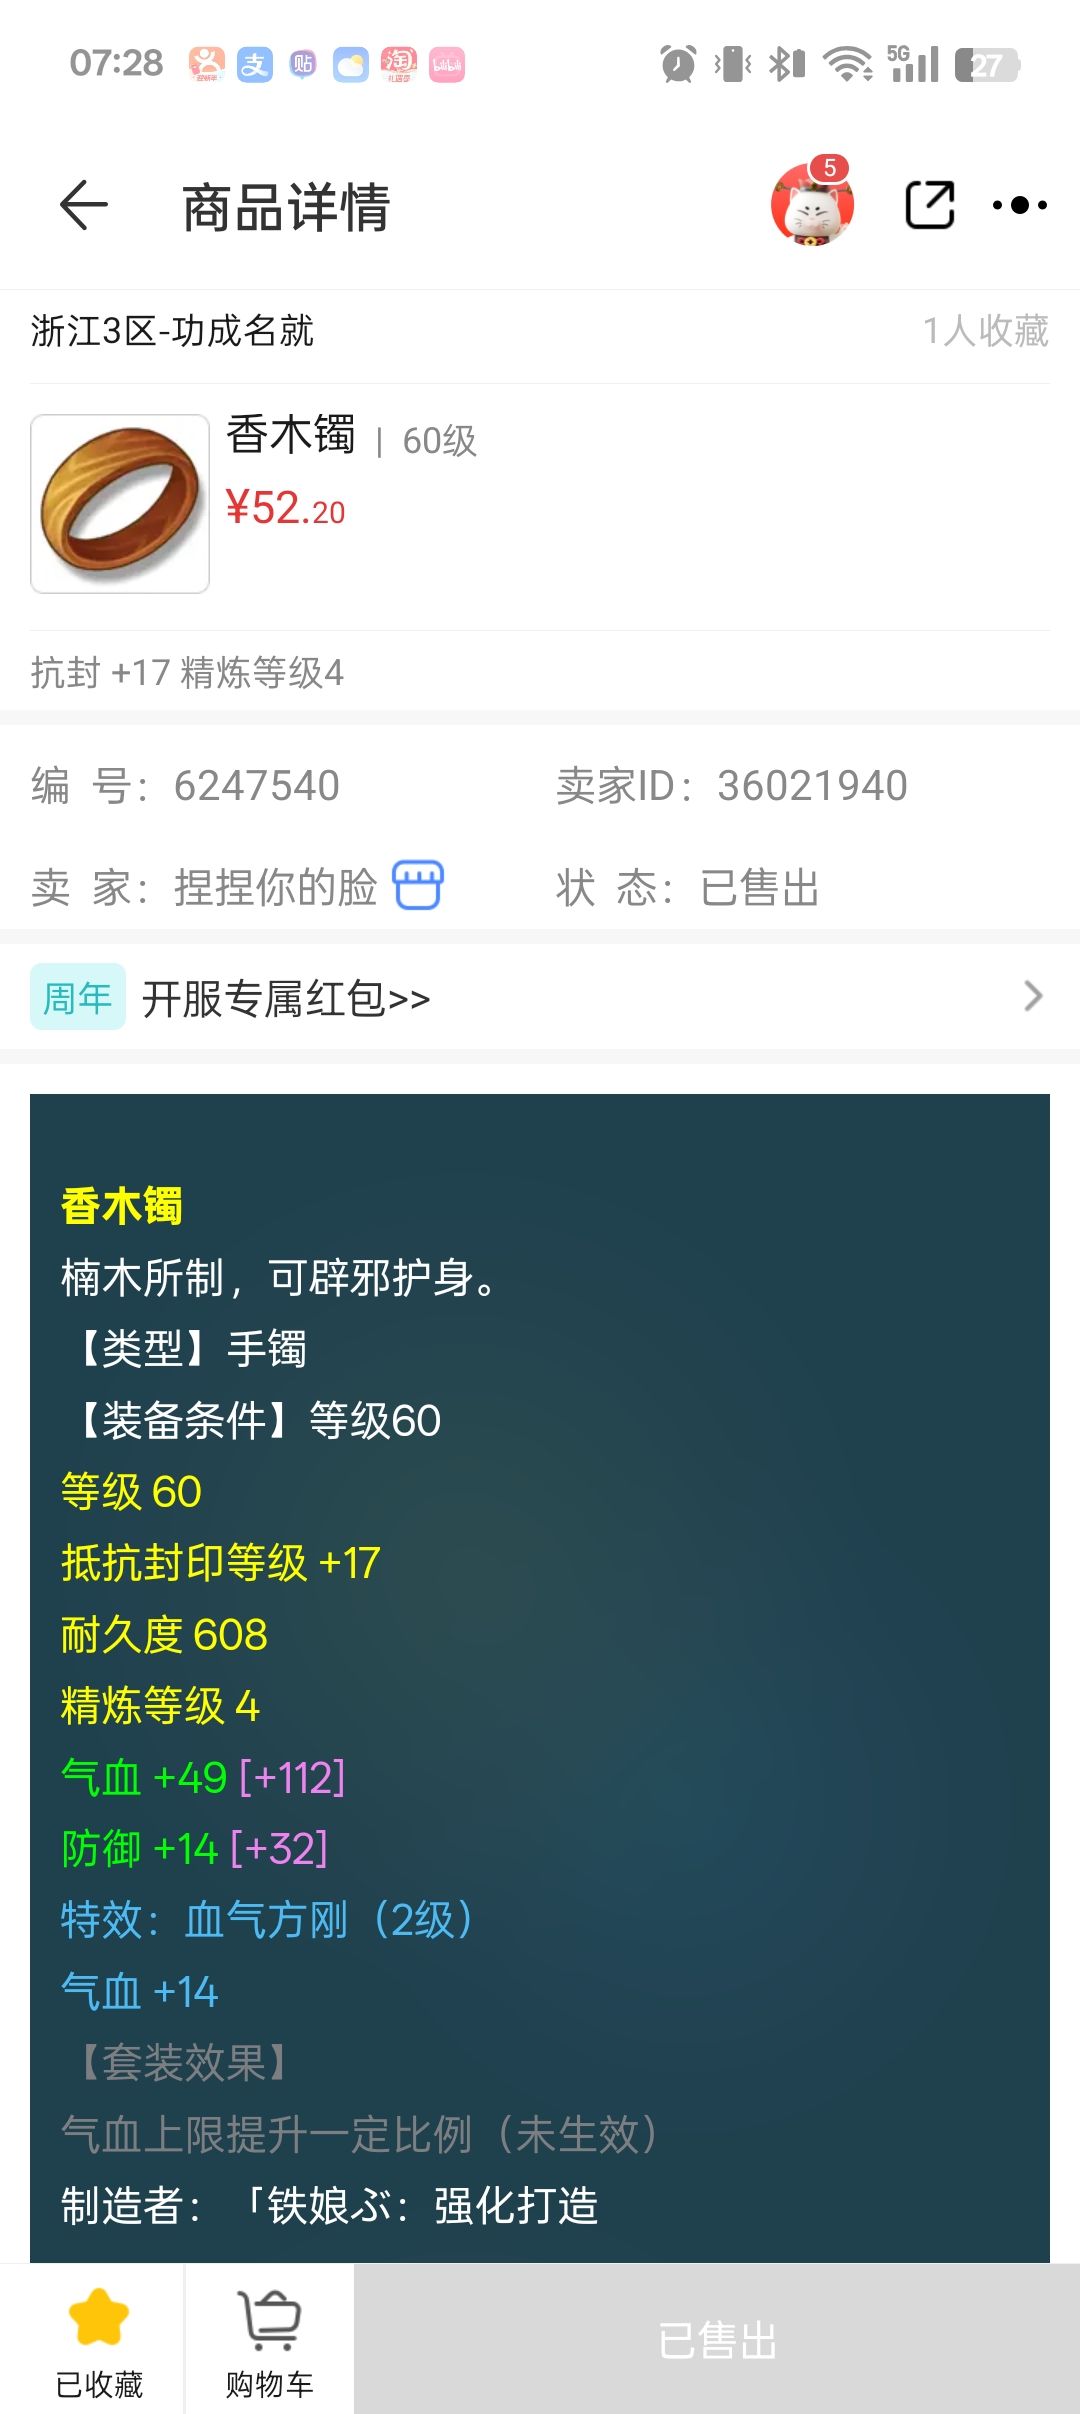 07:28
5G
27
商品详情
5
浙江3区-功成名就
1人收藏
香木镯 | 60级
¥52.20
抗封 +17 精炼等级4
编 号：6247540
卖家ID：36021940
卖 家：捏捏你的脸
状 态：已售出
周年 开服专属红包>>
香木镯
楠木所制，可辟邪护身。
【类型】手镯
【装备条件】等级60
等级 60
抵抗封印等级 +17
耐久度 608
精炼等级 4
气血 +49 [+112]
防御 +14 [+32]
特效：血气方刚（2级）
气血 +14
【套装效果】
气血上限提升一定比例（未生效）
制造者：「铁娘ぶ：强化打造
已收藏
购物车
已售出